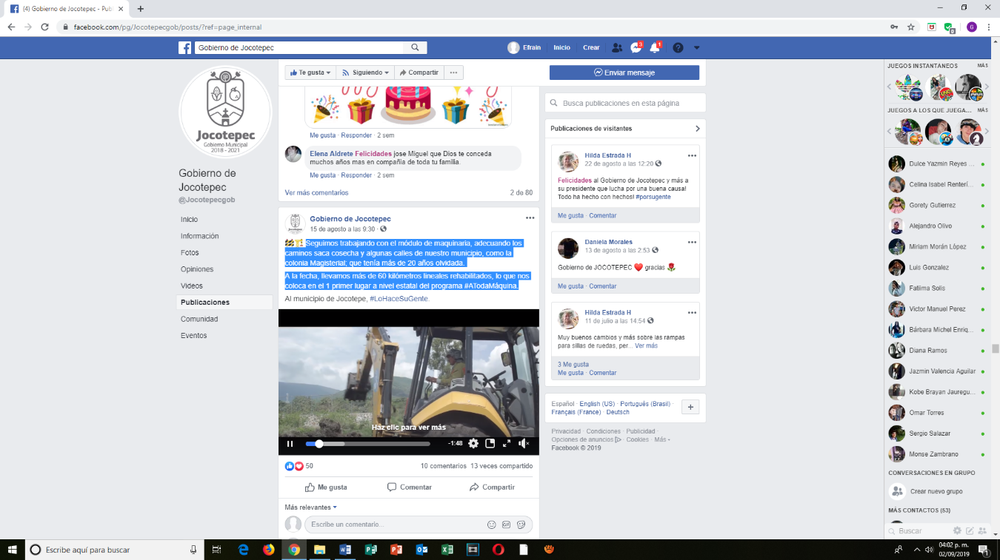 (4) Gobierno de Jocotepec - Publ
facebook.com/pg/Jocotepecgob/posts/?ref=page_internal
Gobierno de Jocotepec
Efrain
Inicio
Crear
3
1
Jocotepec
Gobierno Municipal
2018 - 2021
Gobierno de
Jocotepec
@Jocotepecgob
Inicio
Información
Fotos
Opiniones
Videos
Publicaciones
Comunidad
Eventos
Te gusta
Siguiendo
Compartir
Me gusta · Responder · 2 sem
Elena Aldrete Felicidades jose Miguel que Dios te conceda
muchos años mas en compañia de toda tu familia.
Me gusta · Responder · 2 sem
Ver más comentarios
2 de 80
Gobierno de Jocotepec
15 de agosto a las 9:30
Seguimos trabajando con el módulo de maquinaria, adecuando los
caminos saca cosecha y algunas calles de nuestro municipio, como la
colonia Magisterial; que tenía más de 20 años olvidada.
A la fecha, llevamos más de 60 kilómetros lineales rehabilitados, lo que nos
coloca en el 1 primer lugar a nivel estatal del programa #ATodaMáquina.
Al municipio de Jocotepe, #LoHaceSuGente.
Haz clic para ver más
-1:48
50
10 comentarios
13 veces compartido
Me gusta
Comentar
Compartir
Más relevantes
Escribe un comentario...
GIF
Enviar mensaje
Busca publicaciones en esta página
Publicaciones de visitantes
Hilda Estrada H
22 de agosto a las 12:20
Felicidades al Gobierno de Jocotepec y más a
su presidente que lucha por una buena causa!
Todo ha hecho con hechos! #porsugente
Me gusta · Comentar
Daniela Morales
13 de agosto a las 2:53
Gobierno de JOCOTEPEC ❤️ gracias 🌹
Me gusta · Comentar
Hilda Estrada H
11 de julio a las 14:54
Muy buenos cambios y más sobre las rampas
para sillas de ruedas, per... Ver más
3 Me gusta
Me gusta · Comentar
Español · English (US) · Português (Brasil) ·
Français (France) · Deutsch
Privacidad · Condiciones · Publicidad ·
Opciones de anuncios · Cookies · Más
Facebook © 2019
JUEGOS INSTANTÁNEOS
MÁS
JUEGOS A LOS QUE JUEGA...
MÁS
Dulce Yazmin Reyes ...
Celina Isabel Renterí...
Gorety Gutierrez
Alejandro Olivo
Miriam Morán López
Luis Gonzalez
Fatiima Solis
Victor Manuel Perez
Bárbara Michel Enriq...
Diana Ramos
Jazmin Valencia Aguilar
Kobe Brayan Jauregu...
Omar Torres
Sergio Salazar
Monse Zambrano
CONVERSACIONES EN GRUPO
Crear nuevo grupo
MÁS CONTACTOS (53)
Buscar
Escribe aquí para buscar
04:02 p. m.
02/09/2019
1